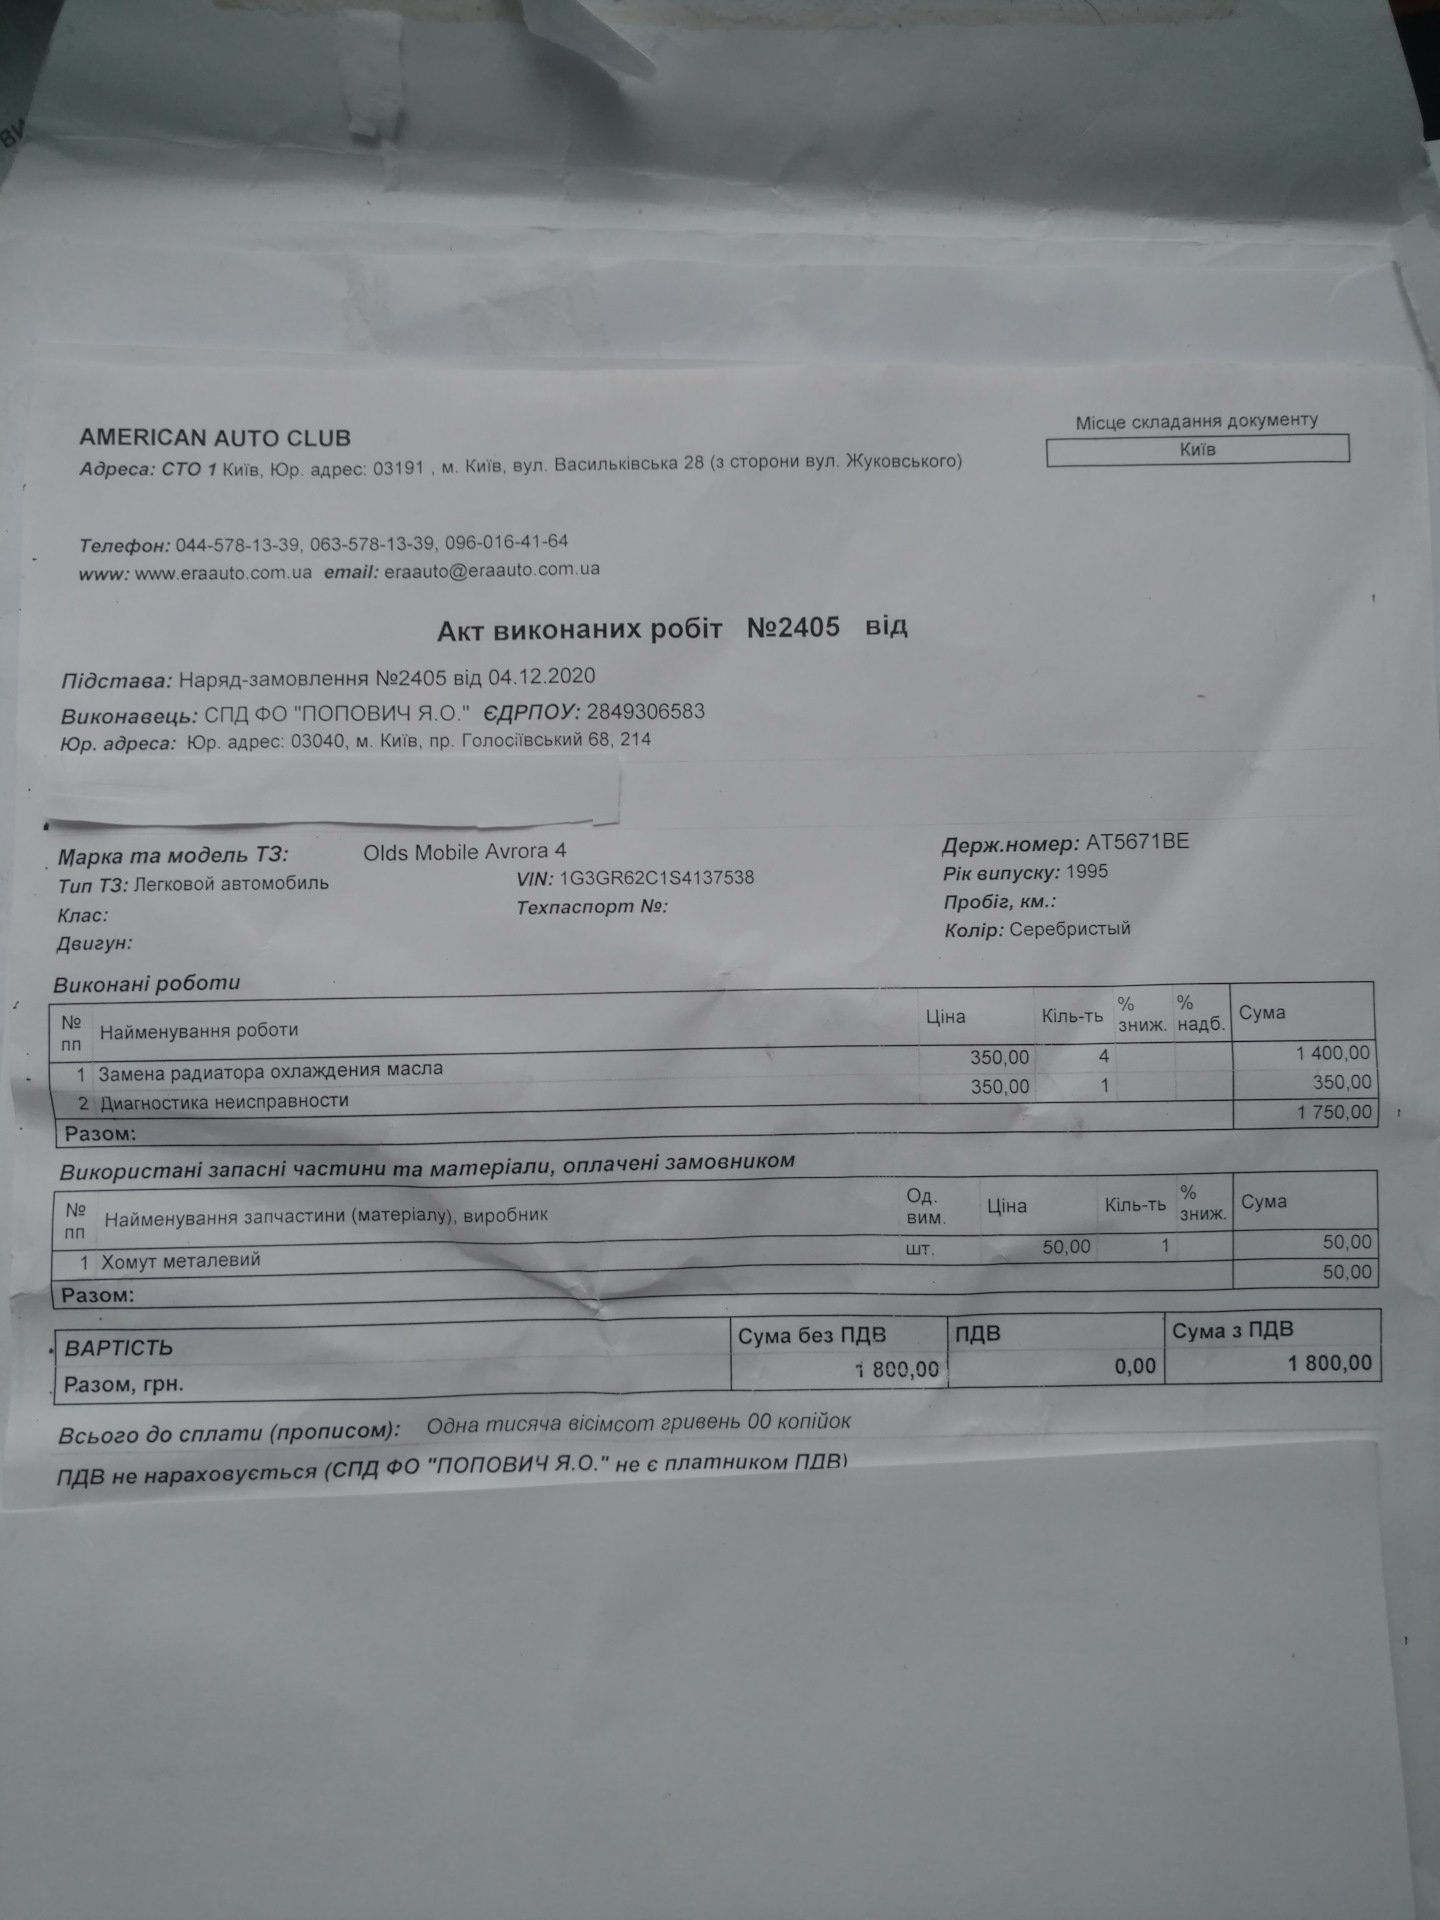 ВИ
AMERICAN AUTO CLUB
Місце складання документу
Київ
Адреса: СТО 1 Київ, Юр. адрес: 03191 , м. Київ, вул. Васильківська 28 (з сторони вул. Жуковського)
Телефон: 044-578-13-39, 063-578-13-39, 096-016-41-64
www: www.eraauto.com.ua email: eraauto@eraauto.com.ua
Акт виконаних робіт №2405 від
Підстава: Наряд-замовлення №2405 від 04.12.2020
Виконавець: СПД ФО "ПОПОВИЧ Я.О." ЄДРПОУ: 2849306583
Юр. адреса: Юр. адрес: 03040, м. Київ, пр. Голосіївський 68, 214
Марка та модель ТЗ: Olds Mobile Avrora 4 Держ.номер: AT5671BE
Тип ТЗ: Легковой автомобиль VIN: 1G3GR62C1S4137538 Рік випуску: 1995
Клас: Техпаспорт №: Пробіг, км.:
Двигун: Колір: Серебристый
Виконані роботи
№ пп Найменування роботи Ціна Кіль-ть % зниж. % надб. Сума
1 Замена радиатора охлаждения масла 350,00 4 1 400,00
2 Диагностика неисправности 350,00 1 350,00
Разом: 1 750,00
Використані запасні частини та матеріали, оплачені замовником
№ пп Найменування запчастини (матеріалу), виробник Од. вим. Ціна Кіль-ть % зниж. Сума
1 Хомут металевий шт. 50,00 1 50,00
Разом: 50,00
ВАРТІСТЬ Сума без ПДВ ПДВ Сума з ПДВ
Разом, грн. 1 800,00 0,00 1 800,00
Всього до сплати (прописом): Одна тисяча вісімсот гривень 00 копійок
ПДВ не нараховується (СПД ФО "ПОПОВИЧ Я.О." не є платником ПДВ)